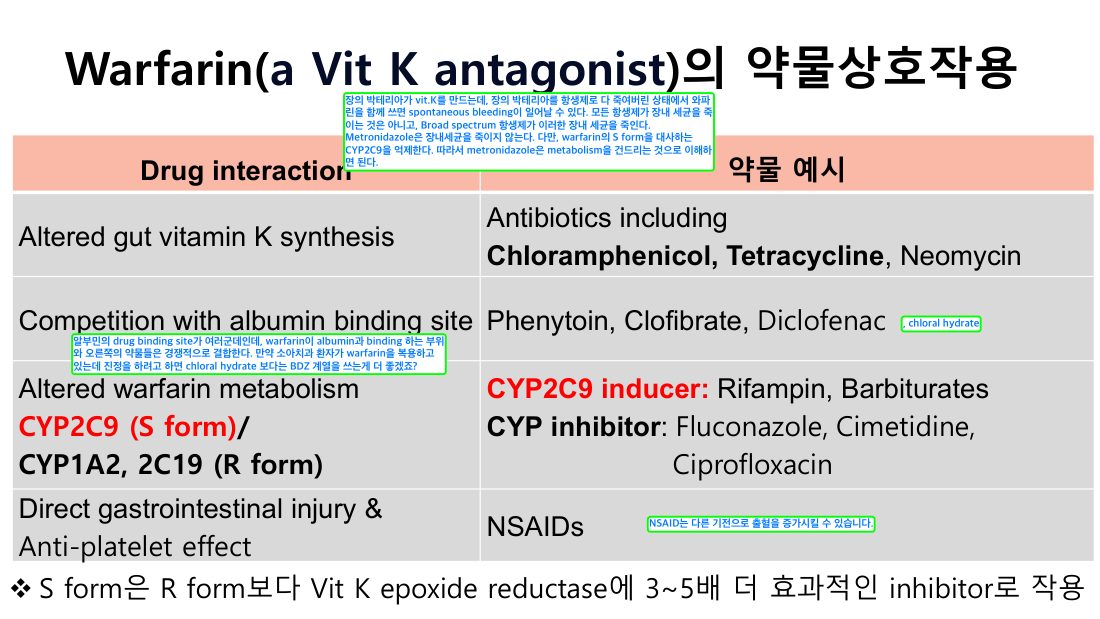 Warfarin(a Vit K antagonist)의 약물상호작용
장의 박테리아가 vit.K를 만드는데, 장의 박테리아를 항생제로 다 죽여버린 상태에서 와파
린을 함께 쓰면 spontaneous bleeding이 일어날 수 있다. 모든 항생제가 장내 세균을 죽
이는 것은 아니고, Broad spectrum 항생제가 이러한 장내 세균을 죽인다.
Metronidazole은 장내세균을 죽이지 않는다. 다만, warfarin의 S form을 대사하는
CYP2C9을 억제한다. 따라서 metronidazole은 metabolism을 건드리는 것으로 이해하
면 된다.
Drug interaction
약물 예시
Altered gut vitamin K synthesis
Antibiotics including
Chloramphenicol, Tetracycline, Neomycin
Competition with albumin binding site
Phenytoin, Clofibrate, Diclofenac
, chloral hydrate
알부민의 drug binding site가 여러군데인데, warfarin이 albumin과 binding 하는 부위
와 오른쪽의 약물들은 경쟁적으로 결합한다. 만약 소아치과 환자가 warfarin을 복용하고
있는데 진정을 하려고 하면 chloral hydrate 보다는 BDZ 계열을 쓰는게 더 좋겠죠?
Altered warfarin metabolism
CYP2C9 (S form)/
CYP1A2, 2C19 (R form)
CYP2C9 inducer: Rifampin, Barbiturates
CYP inhibitor: Fluconazole, Cimetidine,
Ciprofloxacin
Direct gastrointestinal injury &
Anti-platelet effect
NSAIDs
NSAID는 다른 기전으로 출혈을 증가시킬 수 있습니다.
❖ S form은 R form보다 Vit K epoxide reductase에 3~5배 더 효과적인 inhibitor로 작용